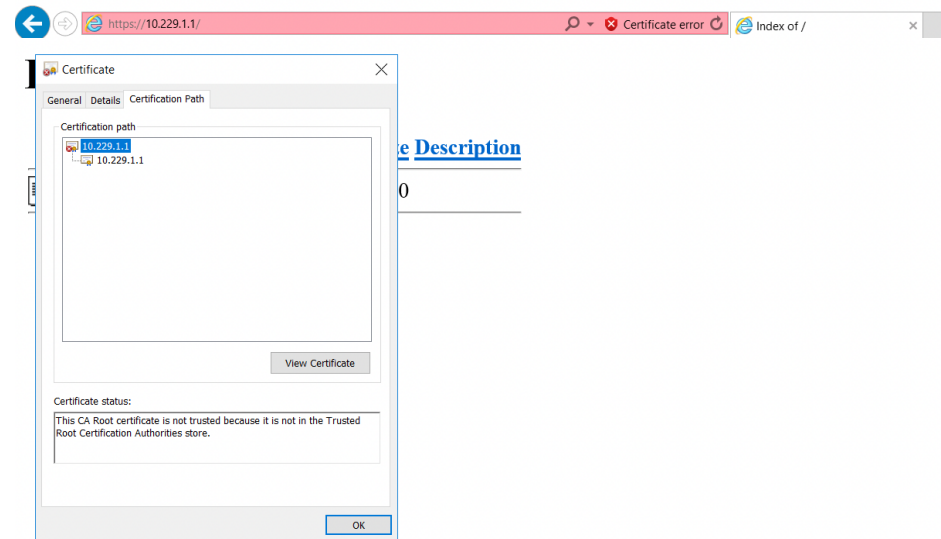 https://10.229.1.1/
Certificate error
Index of /
Certificate
General Details Certification Path
Certification path
10.229.1.1
10.229.1.1
Description
0
View Certificate
Certificate status:
This CA Root certificate is not trusted because it is not in the Trusted
Root Certification Authorities store.
OK